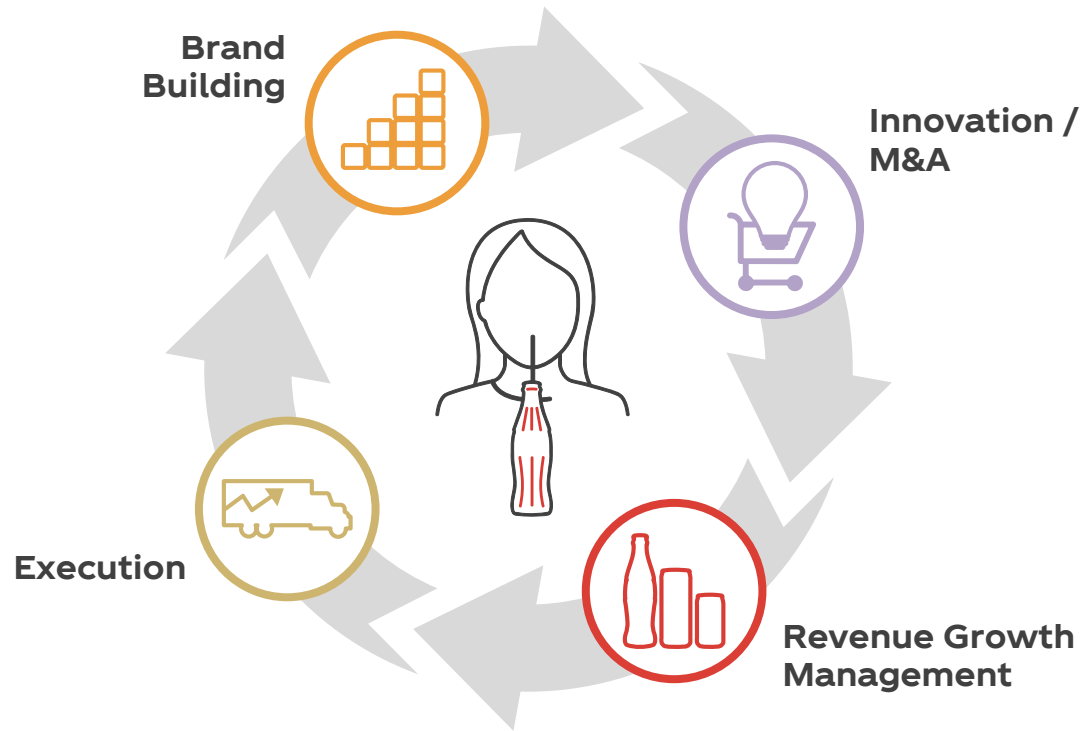 Brand
Building
Innovation /
M&A
Revenue Growth
Management
Execution